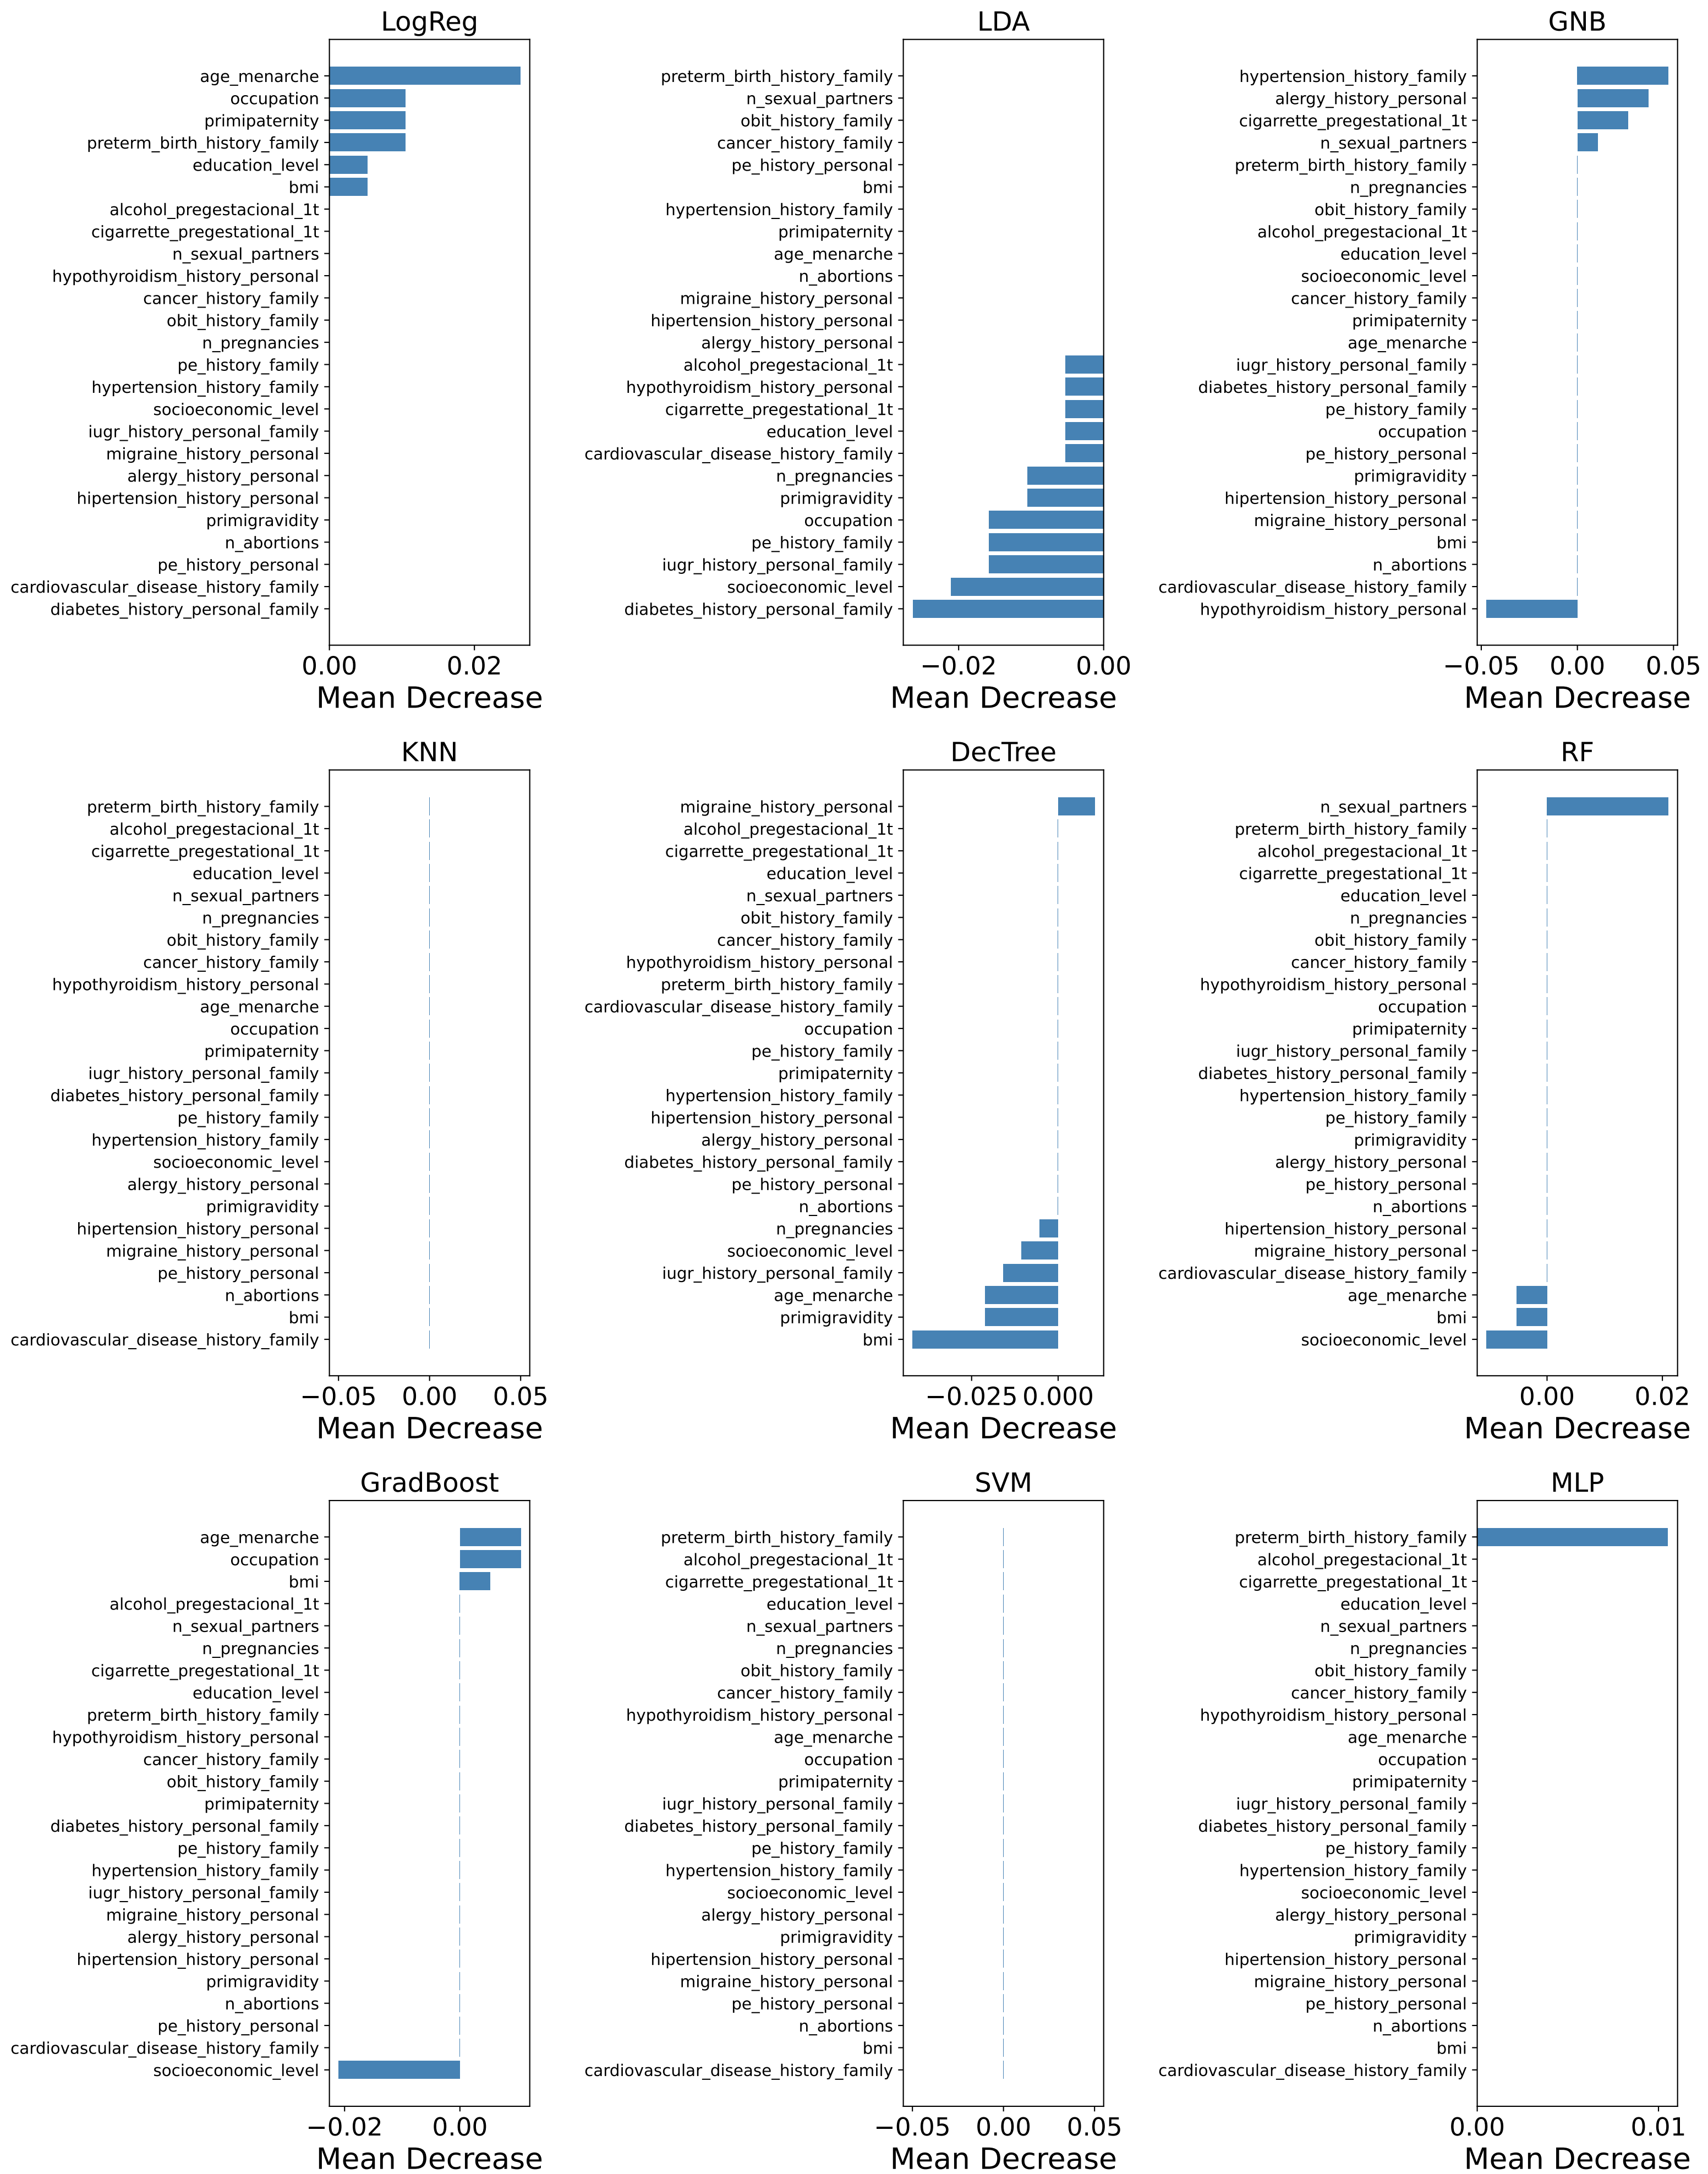 LogReg
age_menarche
occupation
primipaternity
preterm_birth_history_family
education_level
bmi
alcohol_pregestacional_1t
cigarrette_pregestational_1t
n_sexual_partners
hypothyroidism_history_personal
cancer_history_family
obit_history_family
n_pregnancies
pe_history_family
hypertension_history_family
socioeconomic_level
iugr_history_personal_family
migraine_history_personal
alergy_history_personal
hipertension_history_personal
primigravidity
n_abortions
pe_history_personal
cardiovascular_disease_history_family
diabetes_history_personal_family
0.00 0.02
Mean Decrease
LDA
preterm_birth_history_family
n_sexual_partners
obit_history_family
cancer_history_family
pe_history_personal
bmi
hypertension_history_family
primipaternity
age_menarche
n_abortions
migraine_history_personal
hipertension_history_personal
alergy_history_personal
alcohol_pregestacional_1t
hypothyroidism_history_personal
cigarrette_pregestational_1t
education_level
cardiovascular_disease_history_family
n_pregnancies
primigravidity
occupation
pe_history_family
iugr_history_personal_family
socioeconomic_level
diabetes_history_personal_family
−0.02 0.00
Mean Decrease
GNB
hypertension_history_family
alergy_history_personal
cigarrette_pregestational_1t
n_sexual_partners
preterm_birth_history_family
n_pregnancies
obit_history_family
alcohol_pregestacional_1t
education_level
socioeconomic_level
cancer_history_family
primipaternity
age_menarche
iugr_history_personal_family
diabetes_history_personal_family
pe_history_family
occupation
pe_history_personal
primigravidity
hipertension_history_personal
migraine_history_personal
bmi
n_abortions
cardiovascular_disease_history_family
hypothyroidism_history_personal
−0.05 0.00 0.05
Mean Decrease
KNN
preterm_birth_history_family
alcohol_pregestacional_1t
cigarrette_pregestational_1t
education_level
n_sexual_partners
n_pregnancies
obit_history_family
cancer_history_family
hypothyroidism_history_personal
age_menarche
occupation
primipaternity
iugr_history_personal_family
diabetes_history_personal_family
pe_history_family
hypertension_history_family
socioeconomic_level
alergy_history_personal
primigravidity
hipertension_history_personal
migraine_history_personal
pe_history_personal
n_abortions
bmi
cardiovascular_disease_history_family
−0.05 0.00 0.05
Mean Decrease
DecTree
migraine_history_personal
alcohol_pregestacional_1t
cigarrette_pregestational_1t
education_level
n_sexual_partners
obit_history_family
cancer_history_family
hypothyroidism_history_personal
preterm_birth_history_family
cardiovascular_disease_history_family
occupation
pe_history_family
primipaternity
hypertension_history_family
hipertension_history_personal
alergy_history_personal
diabetes_history_personal_family
pe_history_personal
n_abortions
n_pregnancies
socioeconomic_level
iugr_history_personal_family
age_menarche
primigravidity
bmi
−0.025 0.000
Mean Decrease
RF
n_sexual_partners
preterm_birth_history_family
alcohol_pregestacional_1t
cigarrette_pregestational_1t
education_level
n_pregnancies
obit_history_family
cancer_history_family
hypothyroidism_history_personal
occupation
primipaternity
iugr_history_personal_family
diabetes_history_personal_family
hypertension_history_family
pe_history_family
primigravidity
alergy_history_personal
pe_history_personal
n_abortions
hipertension_history_personal
migraine_history_personal
cardiovascular_disease_history_family
age_menarche
bmi
socioeconomic_level
0.00 0.02
Mean Decrease
GradBoost
age_menarche
occupation
bmi
alcohol_pregestacional_1t
n_sexual_partners
n_pregnancies
cigarrette_pregestational_1t
education_level
preterm_birth_history_family
hypothyroidism_history_personal
cancer_history_family
obit_history_family
primipaternity
diabetes_history_personal_family
pe_history_family
hypertension_history_family
iugr_history_personal_family
migraine_history_personal
alergy_history_personal
hipertension_history_personal
primigravidity
n_abortions
pe_history_personal
cardiovascular_disease_history_family
socioeconomic_level
−0.02 0.00
Mean Decrease
SVM
preterm_birth_history_family
alcohol_pregestacional_1t
cigarrette_pregestational_1t
education_level
n_sexual_partners
n_pregnancies
obit_history_family
cancer_history_family
hypothyroidism_history_personal
age_menarche
occupation
primipaternity
iugr_history_personal_family
diabetes_history_personal_family
pe_history_family
hypertension_history_family
socioeconomic_level
alergy_history_personal
primigravidity
hipertension_history_personal
migraine_history_personal
pe_history_personal
n_abortions
bmi
cardiovascular_disease_history_family
−0.05 0.00 0.05
Mean Decrease
MLP
preterm_birth_history_family
alcohol_pregestacional_1t
cigarrette_pregestational_1t
education_level
n_sexual_partners
n_pregnancies
obit_history_family
cancer_history_family
hypothyroidism_history_personal
age_menarche
occupation
primipaternity
iugr_history_personal_family
diabetes_history_personal_family
pe_history_family
hypertension_history_family
socioeconomic_level
alergy_history_personal
primigravidity
hipertension_history_personal
migraine_history_personal
pe_history_personal
n_abortions
bmi
cardiovascular_disease_history_family
0.00 0.01
Mean Decrease